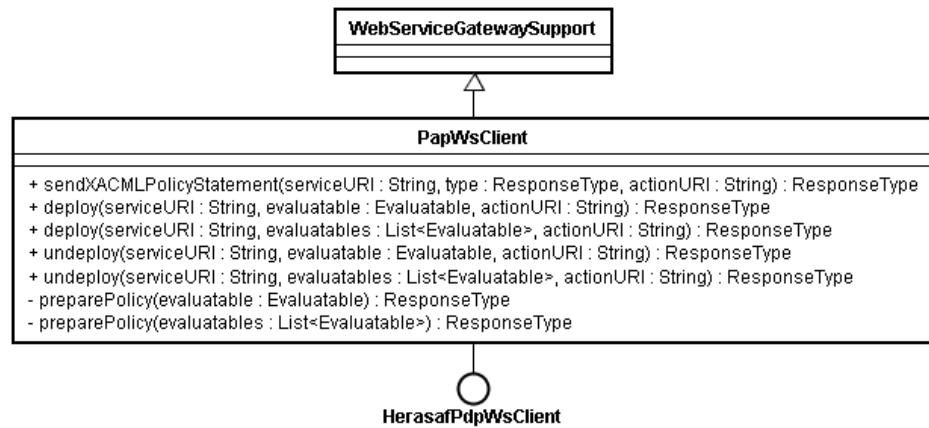 WebServiceGatewaySupport
PapWsClient
+ sendXACMLPolicyStatement(serviceURI : String, type : ResponseType, actionURI : String) : ResponseType
+ deploy(serviceURI : String, evaluatable : Evaluatable, actionURI : String) : ResponseType
+ deploy(serviceURI : String, evaluatables : List<Evaluatable>, actionURI : String) : ResponseType
+ undeploy(serviceURI : String, evaluatable : Evaluatable, actionURI : String) : ResponseType
+ undeploy(serviceURI : String, evaluatables : List<Evaluatable>, actionURI : String) : ResponseType
- preparePolicy(evaluatable : Evaluatable) : ResponseType
- preparePolicy(evaluatables : List<Evaluatable>) : ResponseType
HerasafPdpWsClient